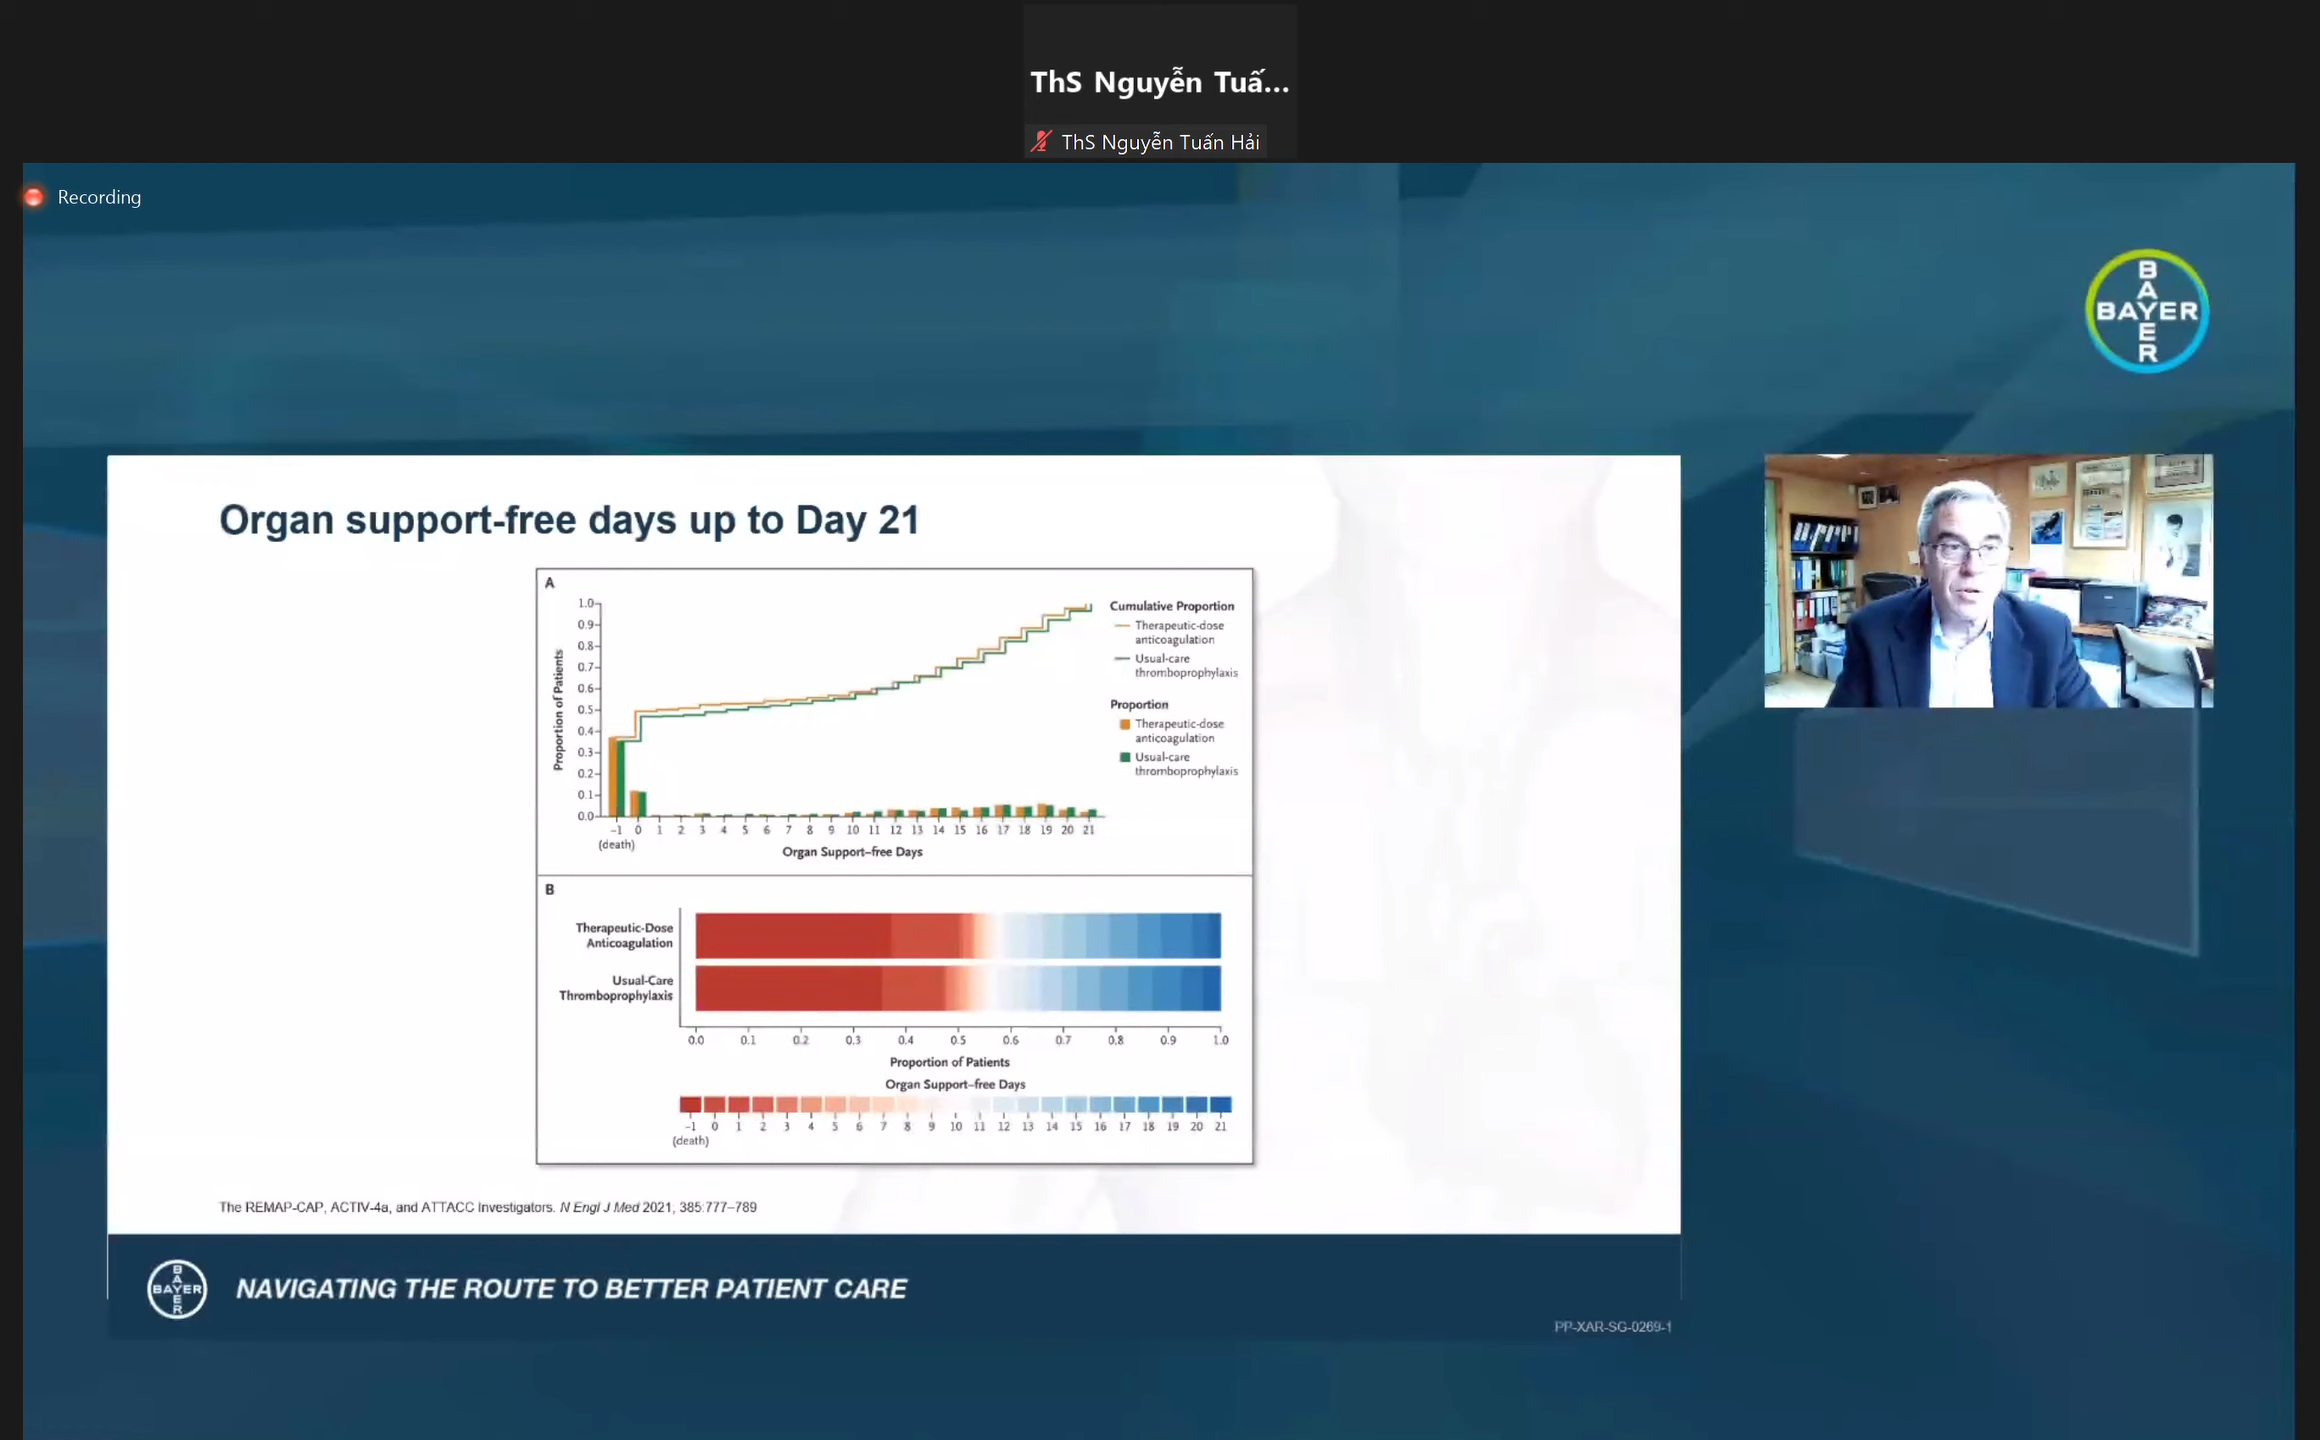 ThS Nguyễn Tuấ...
ThS Nguyễn Tuấn Hải
Recording
B
A
BAYER
E
R
Organ support-free days up to Day 21
A
1.0
0.9
0.8
0.7
0.6
0.5
0.4
0.3
0.2
0.1
0.0
Proportion of Patients
-1 0 1 2 3 4 5 6 7 8 9 10 11 12 13 14 15 16 17 18 19 20 21
(death)
Organ Support-free Days
Cumulative Proportion
Therapeutic-dose
anticoagulation
Usual-care
thromboprophylaxis
Proportion
Therapeutic-dose
anticoagulation
Usual-care
thromboprophylaxis
B
Therapeutic-Dose
Anticoagulation
Usual-Care
Thromboprophylaxis
0.0 0.1 0.2 0.3 0.4 0.5 0.6 0.7 0.8 0.9 1.0
Proportion of Patients
Organ Support-free Days
-1 0 1 2 3 4 5 6 7 8 9 10 11 12 13 14 15 16 17 18 19 20 21
(death)
The REMAP-CAP, ACTIV-4a, and ATTACC Investigators. N Engl J Med 2021; 385:777–789
B
A
BAYER
E
R
NAVIGATING THE ROUTE TO BETTER PATIENT CARE
PP-XAR-SG-0269-1